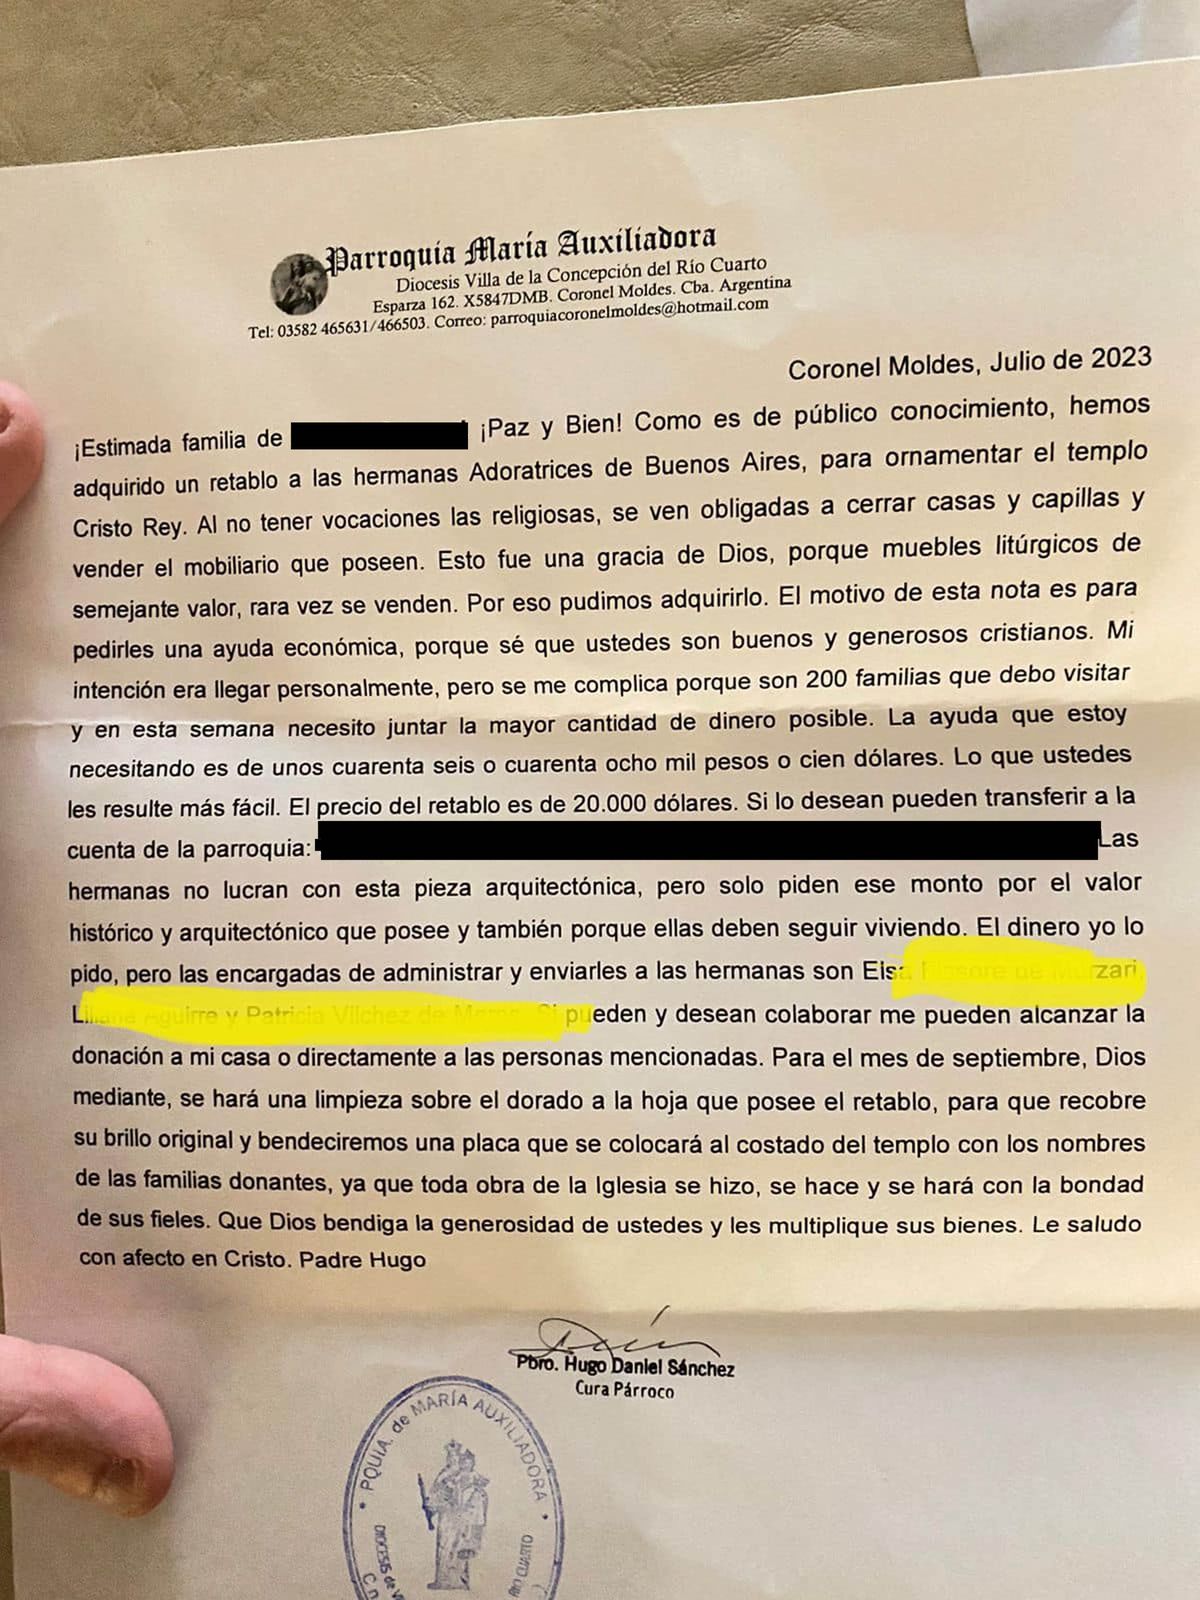 Parroquia María Auxiliadora
Diocesis Villa de la Concepción del Río Cuarto
Esparza 162. X5847DMB. Coronel Moldes. Cba. Argentina
Tel: 03582 465631/466503. Correo: parroquiacoronelmoldes@hotmail.com
Coronel Moldes, Julio de 2023
¡Estimada familia de ¡Paz y Bien! Como es de público conocimiento, hemos
adquirido un retablo a las hermanas Adoratrices de Buenos Aires, para ornamentar el templo
Cristo Rey. Al no tener vocaciones las religiosas, se ven obligadas a cerrar casas y capillas y
vender el mobiliario que poseen. Esto fue una gracia de Dios, porque muebles litúrgicos de
semejante valor, rara vez se venden. Por eso pudimos adquirirlo. El motivo de esta nota es para
pedirles una ayuda económica, porque sé que ustedes son buenos y generosos cristianos. Mi
intención era llegar personalmente, pero se me complica porque son 200 familias que debo visitar
y en esta semana necesito juntar la mayor cantidad de dinero posible. La ayuda que estoy
necesitando es de unos cuarenta seis o cuarenta ocho mil pesos o cien dólares. Lo que ustedes
les resulte más fácil. El precio del retablo es de 20.000 dólares. Si lo desean pueden transferir a la
cuenta de la parroquia: Las
hermanas no lucran con esta pieza arquitectónica, pero solo piden ese monto por el valor
histórico y arquitectónico que posee y también porque ellas deben seguir viviendo. El dinero yo lo
pido, pero las encargadas de administrar y enviarles a las hermanas son Elsa
Aguirre y Patricia Vilchez de Si pueden y desean colaborar me pueden alcanzar la
donación a mi casa o directamente a las personas mencionadas. Para el mes de septiembre, Dios
mediante, se hará una limpieza sobre el dorado a la hoja que posee el retablo, para que recobre
su brillo original y bendeciremos una placa que se colocará al costado del templo con los nombres
de las familias donantes, ya que toda obra de la Iglesia se hizo, se hace y se hará con la bondad
de sus fieles. Que Dios bendiga la generosidad de ustedes y les multiplique sus bienes. Le saludo
con afecto en Cristo. Padre Hugo
Pbro. Hugo Daniel Sánchez
Cura Párroco
PQUIA. de MARÍA AUXILIADORA
DIOCESIS de
RIO CUARTO